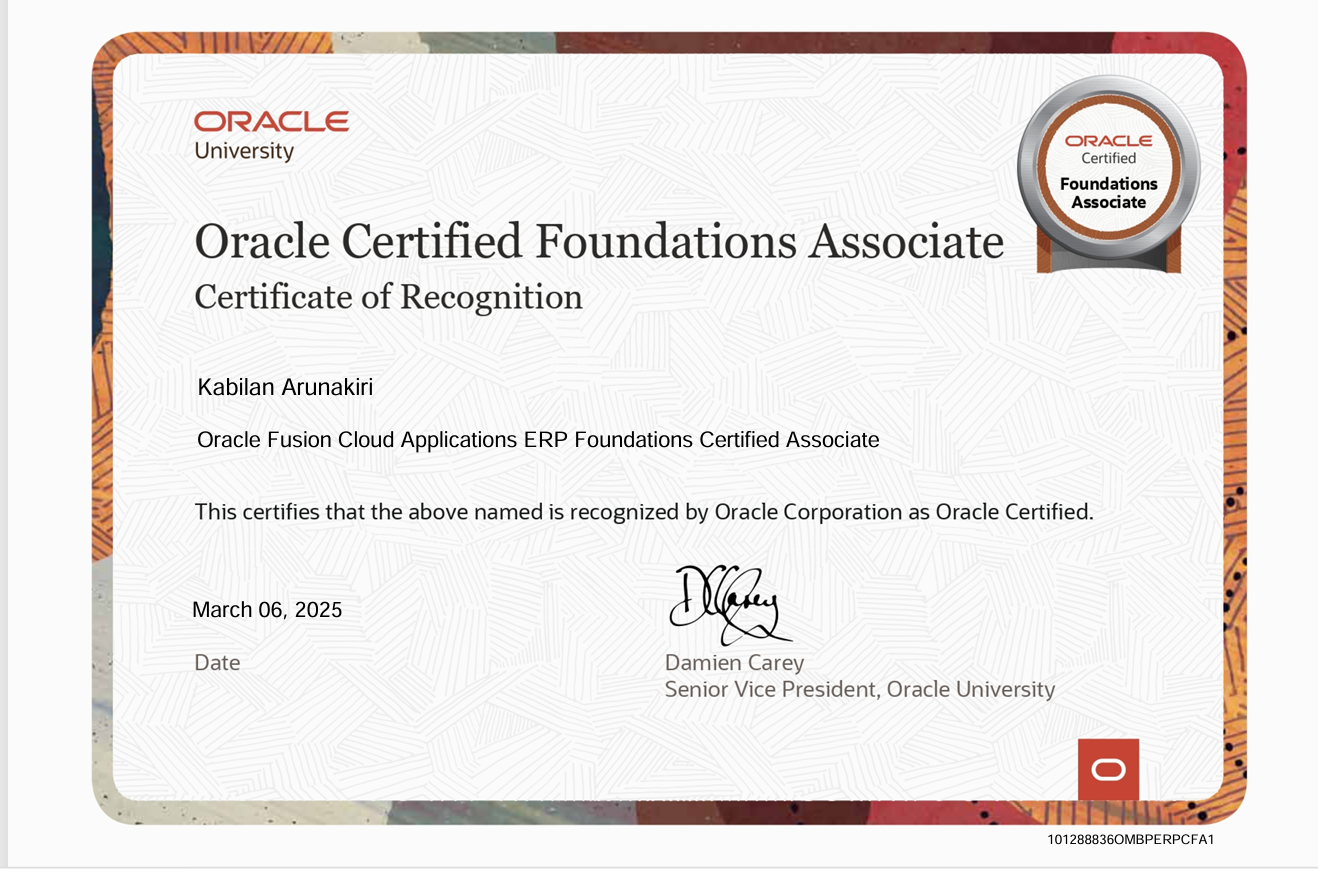 ORACLE
University
ORACLE
Certified
Foundations
Associate
Oracle Certified Foundations Associate
Certificate of Recognition
Kabilan Arunakiri
Oracle Fusion Cloud Applications ERP Foundations Certified Associate
This certifies that the above named is recognized by Oracle Corporation as Oracle Certified.
March 06, 2025
DCarey
Date
Damien Carey
Senior Vice President, Oracle University
101288836OMBPERPCFA1